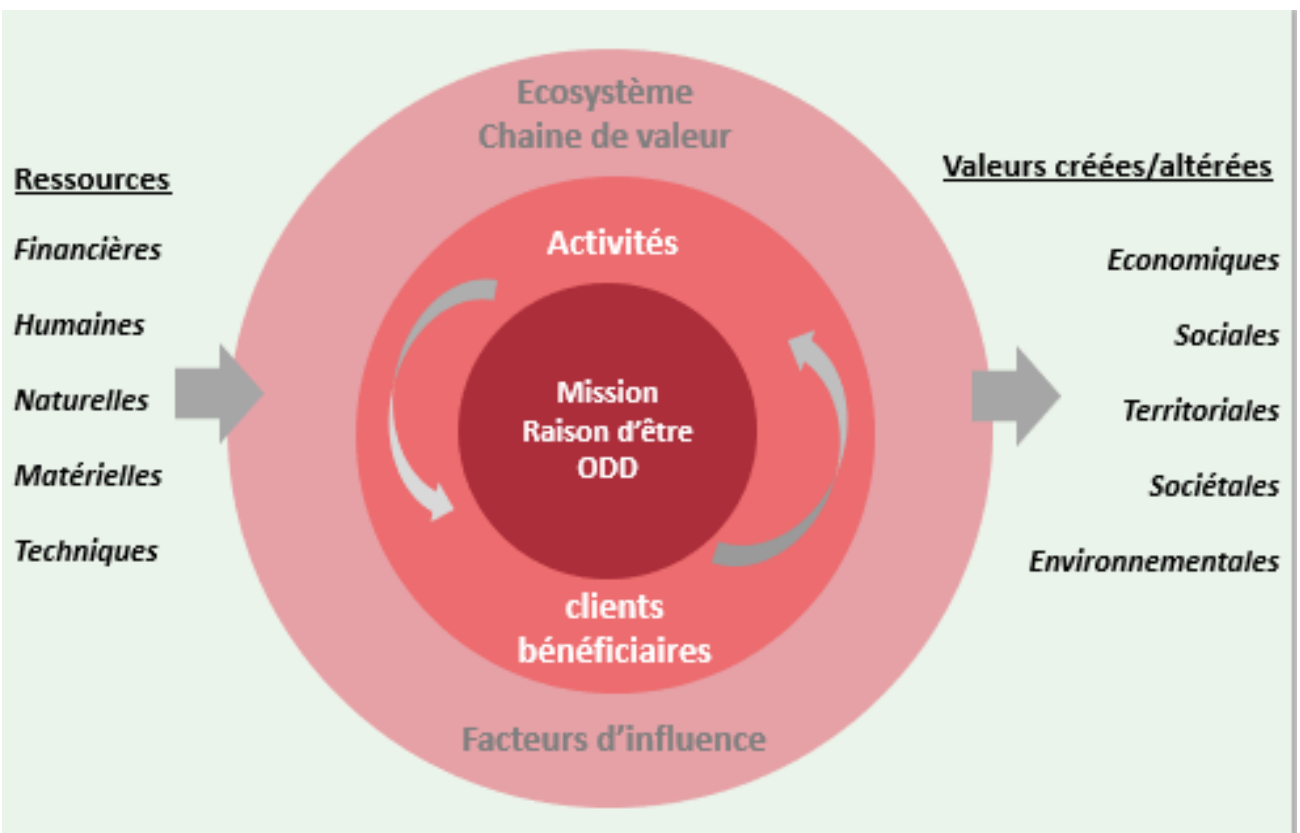 Ecosystème
Chaine de valeur
Ressources
Financières
Humaines
Naturelles
Matérielles
Techniques
Activités
Mission
Raison d'être
ODD
clients
bénéficiaires
Facteurs d'influence
Valeurs créées/altérées
Economiques
Sociales
Territoriales
Sociétales
Environnementales